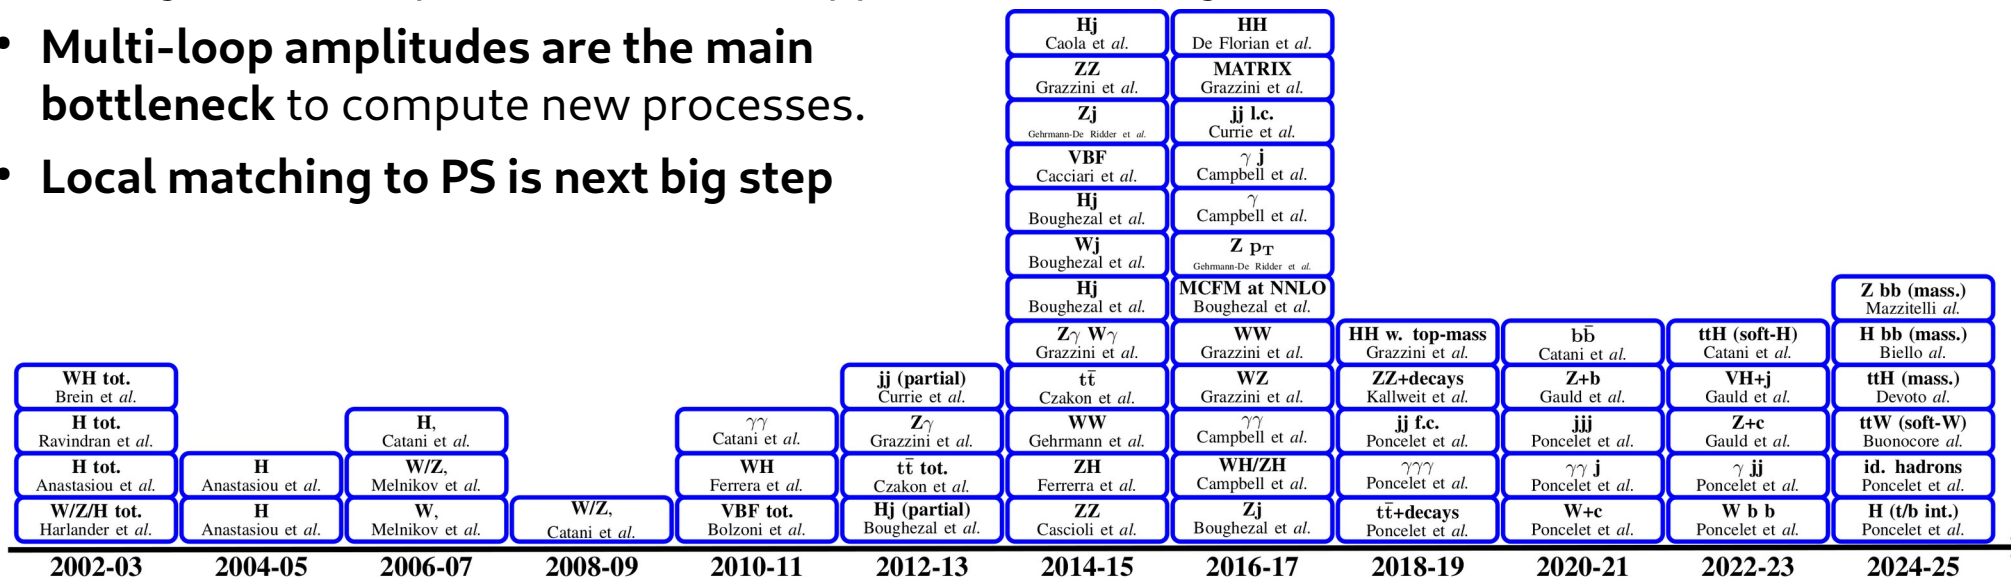 • Multi-loop amplitudes are the main
bottleneck to compute new processes.
• Local matching to PS is next big step
WH tot.
Brein et al.
H tot.
Ravindran et al.
H tot.
Anastasiou et al.
W/Z/H tot.
Harlander et al.
2002-03
H
Anastasiou et al.
H
Anastasiou et al.
2004-05
H,
Catani et al.
W/Z,
Melnikov et al.
W,
Melnikov et al.
2006-07
W/Z,
Catani et al.
2008-09
γγ
Catani et al.
WH
Ferrera et al.
VBF tot.
Bolzoni et al.
2010-11
jj (partial)
Currie et al.
Zγ
Grazzini et al.
tt̄ tot.
Czakon et al.
Hj (partial)
Boughezal et al.
2012-13
Hj
Caola et al.
ZZ
Grazzini et al.
Zj
Gehrmann-De Ridder et al.
VBF
Cacciari et al.
Hj
Boughezal et al.
Wj
Boughezal et al.
Hj
Boughezal et al.
Zγ Wγ
Grazzini et al.
tt̄
Czakon et al.
WW
Gehrmann et al.
ZH
Ferrerra et al.
ZZ
Cascioli et al.
2014-15
HH
De Florian et al.
MATRIX
Grazzini et al.
jj l.c.
Currie et al.
γ j
Campbell et al.
γ
Campbell et al.
Z pT
Gehrmann-De Ridder et al.
MCFM at NNLO
Boughezal et al.
WW
Grazzini et al.
WZ
Grazzini et al.
γγ
Campbell et al.
WH/ZH
Campbell et al.
Zj
Boughezal et al.
2016-17
HH w. top-mass
Grazzini et al.
ZZ+decays
Kallweit et al.
jj f.c.
Poncelet et al.
γγγ
Poncelet et al.
tt̄+decays
Poncelet et al.
2018-19
bb̄
Catani et al.
Z+b
Gauld et al.
jjj
Poncelet et al.
γγ j
Poncelet et al.
W+c
Poncelet et al.
2020-21
ttH (soft-H)
Catani et al.
VH+j
Gauld et al.
Z+c
Gauld et al.
γ jj
Poncelet et al.
W b b
Poncelet et al.
2022-23
Z bb (mass.)
Mazzitelli al.
H bb (mass.)
Biello al.
ttH (mass.)
Devoto al.
ttW (soft-W)
Buonocore al.
id. hadrons
Poncelet et al.
H (t/b int.)
Poncelet et al.
2024-25